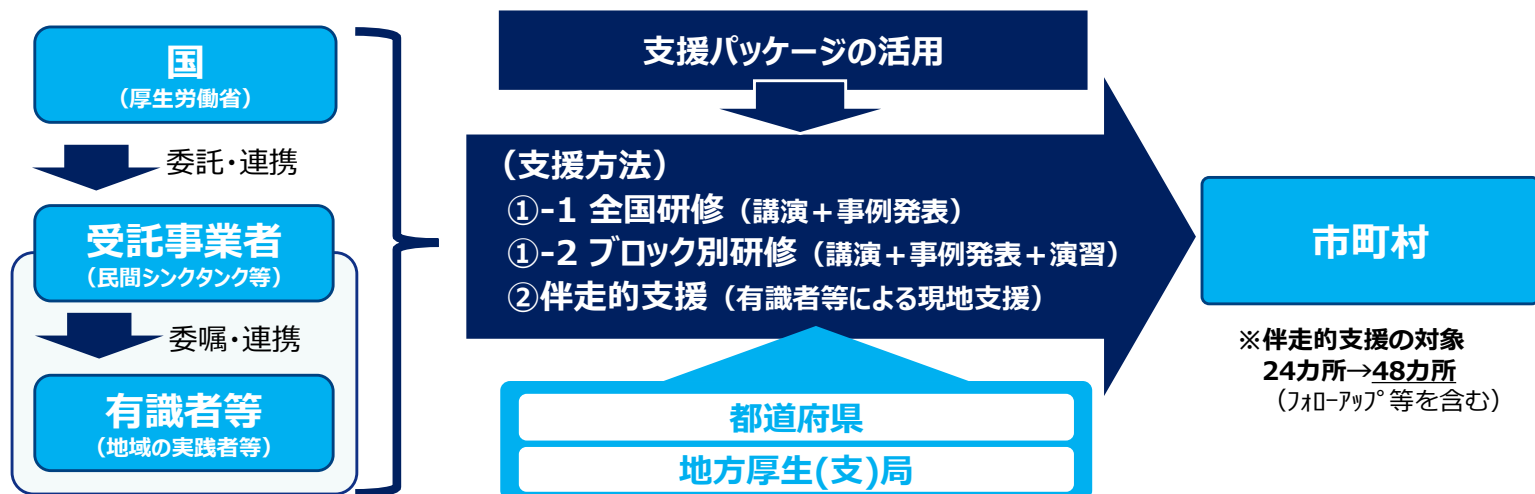 国
（厚生労働省）
委託・連携
受託事業者
（民間シンクタンク等）
委嘱・連携
有識者等
（地域の実践者等）
支援パッケージの活用
（支援方法）
①-1 全国研修（講演＋事例発表）
①-2 ブロック別研修（講演＋事例発表＋演習）
②伴走的支援（有識者等による現地支援）
都道府県
地方厚生(支)局
市町村
※伴走的支援の対象
24カ所→48カ所
（ﾌｫﾛｰｱｯﾌﾟ等を含む）